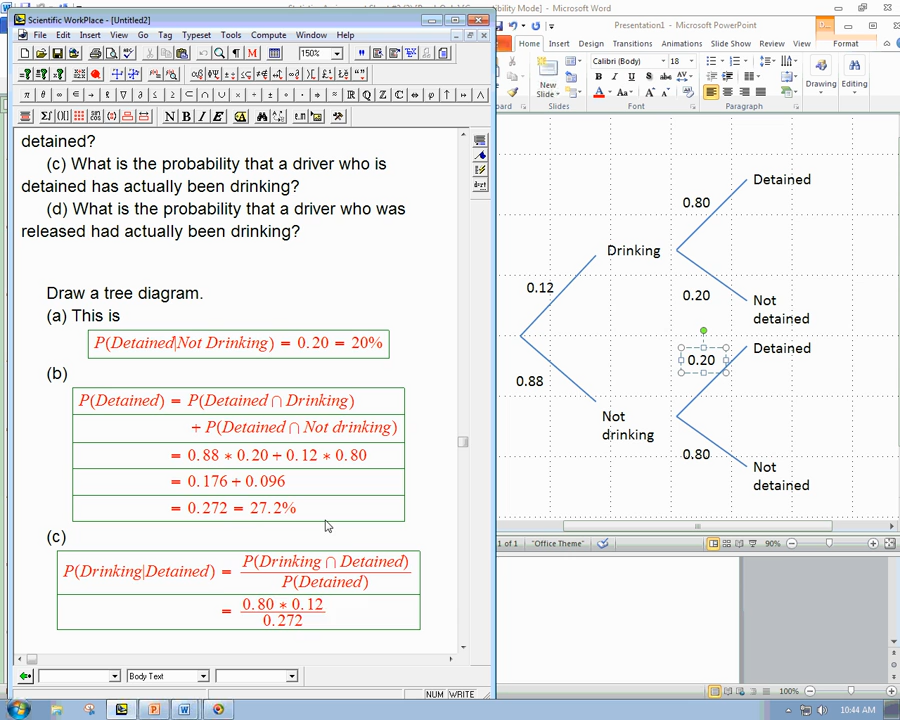 Scientific WorkPlace - [Untitled2]
File Edit Insert View Go Tag Typeset Tools Compute Window Help
150%
N B I E
detained?
(c) What is the probability that a driver who is
detained has actually been drinking?
(d) What is the probability that a driver who was
released had actually been drinking?
Draw a tree diagram.
(a) This is
P(Detained|Not Drinking) = 0.20 = 20%
(b)
P(Detained) = P(Detained ∩ Drinking)
+ P(Detained ∩ Not drinking)
= 0.88 * 0.20 + 0.12 * 0.80
= 0.176 + 0.096
= 0.272 = 27.2%
(c)
P(Drinking|Detained) = P(Drinking ∩ Detained)
P(Detained)
= 0.80 * 0.12
0.272
Body Text
NUM WRITE
Presentation1 - Microsoft PowerPoint
Home Insert Design Transitions Animations Slide Show Review View Format
Calibri (Body) 18
New
Slide
Slides Font Paragraph
Drawing Editing
Detained
0.80
Drinking
0.12
0.20
Not
detained
Detained
0.20
0.88
Not
drinking
0.80
Not
detained
1 of 1 "Office Theme" 90%
100%
10:44 AM